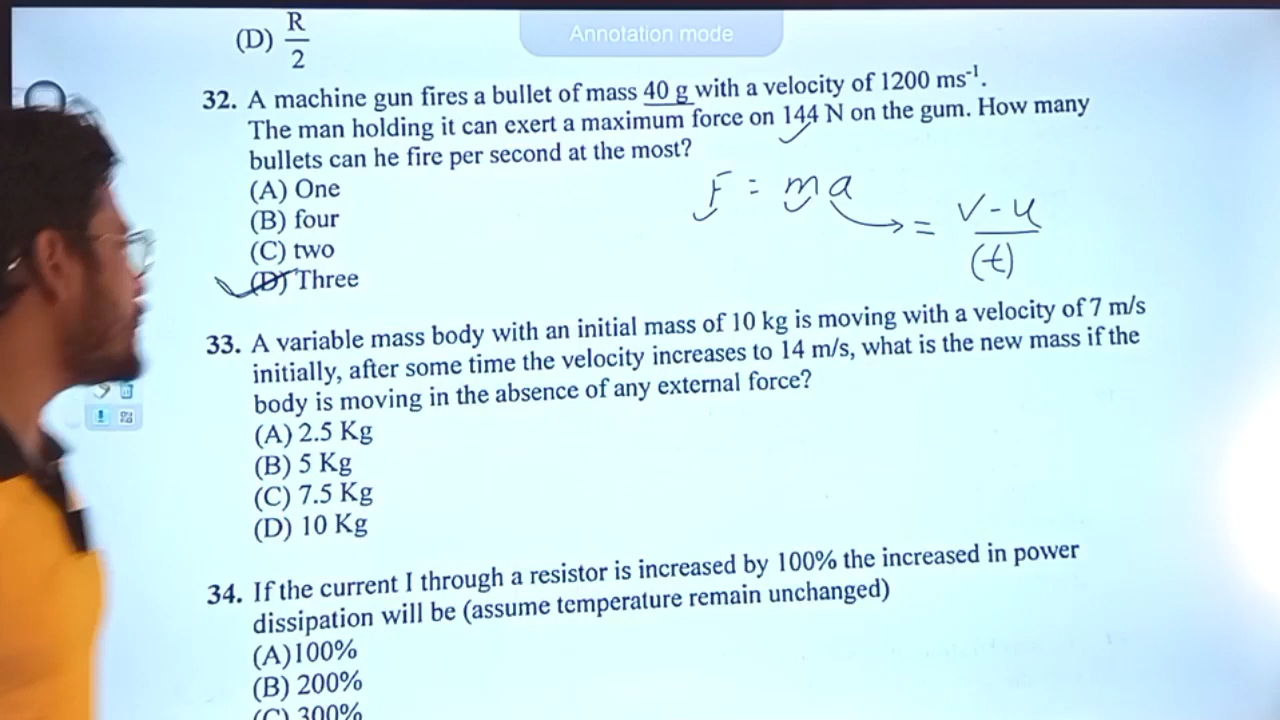 (D) R/2
Annotation mode
32. A machine gun fires a bullet of mass 40 g with a velocity of 1200 ms⁻¹.
The man holding it can exert a maximum force on 144 N on the gum. How many
bullets can he fire per second at the most?
(A) One
(B) four
(C) two
(D) Three
F = ma
= v-u/(t)
33. A variable mass body with an initial mass of 10 kg is moving with a velocity of 7 m/s
initially, after some time the velocity increases to 14 m/s, what is the new mass if the
body is moving in the absence of any external force?
(A) 2.5 Kg
(B) 5 Kg
(C) 7.5 Kg
(D) 10 Kg
34. If the current I through a resistor is increased by 100% the increased in power
dissipation will be (assume temperature remain unchanged)
(A)100%
(B) 200%
(C) 300%